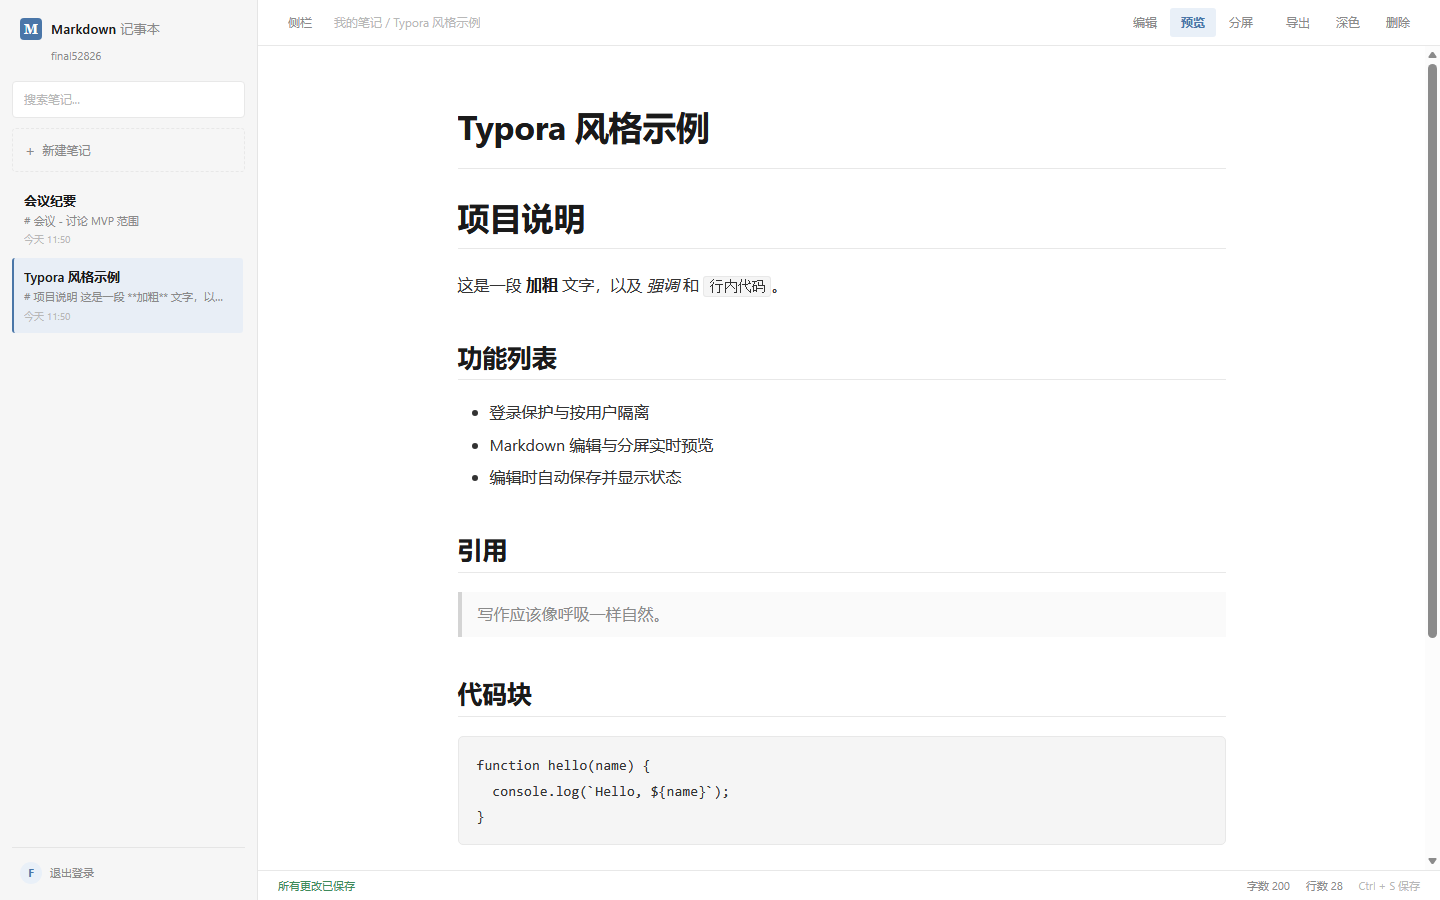 M Markdown 记事本
final52826
搜索笔记...
+ 新建笔记
会议纪要
# 会议 - 讨论 MVP 范围
今天 11:50
Typora 风格示例
# 项目说明 这是一段 **加粗** 文字，以...
今天 11:50
F 退出登录
侧栏 我的笔记 / Typora 风格示例 编辑 预览 分屏 导出 深色 删除
Typora 风格示例
项目说明
这是一段 加粗 文字，以及 强调 和 行内代码 。
功能列表
• 登录保护与按用户隔离
• Markdown 编辑与分屏实时预览
• 编辑时自动保存并显示状态
引用
写作应该像呼吸一样自然。
代码块
function hello(name) {
  console.log(`Hello, ${name}`);
}
所有更改已保存 字数 200 行数 28 Ctrl + S 保存